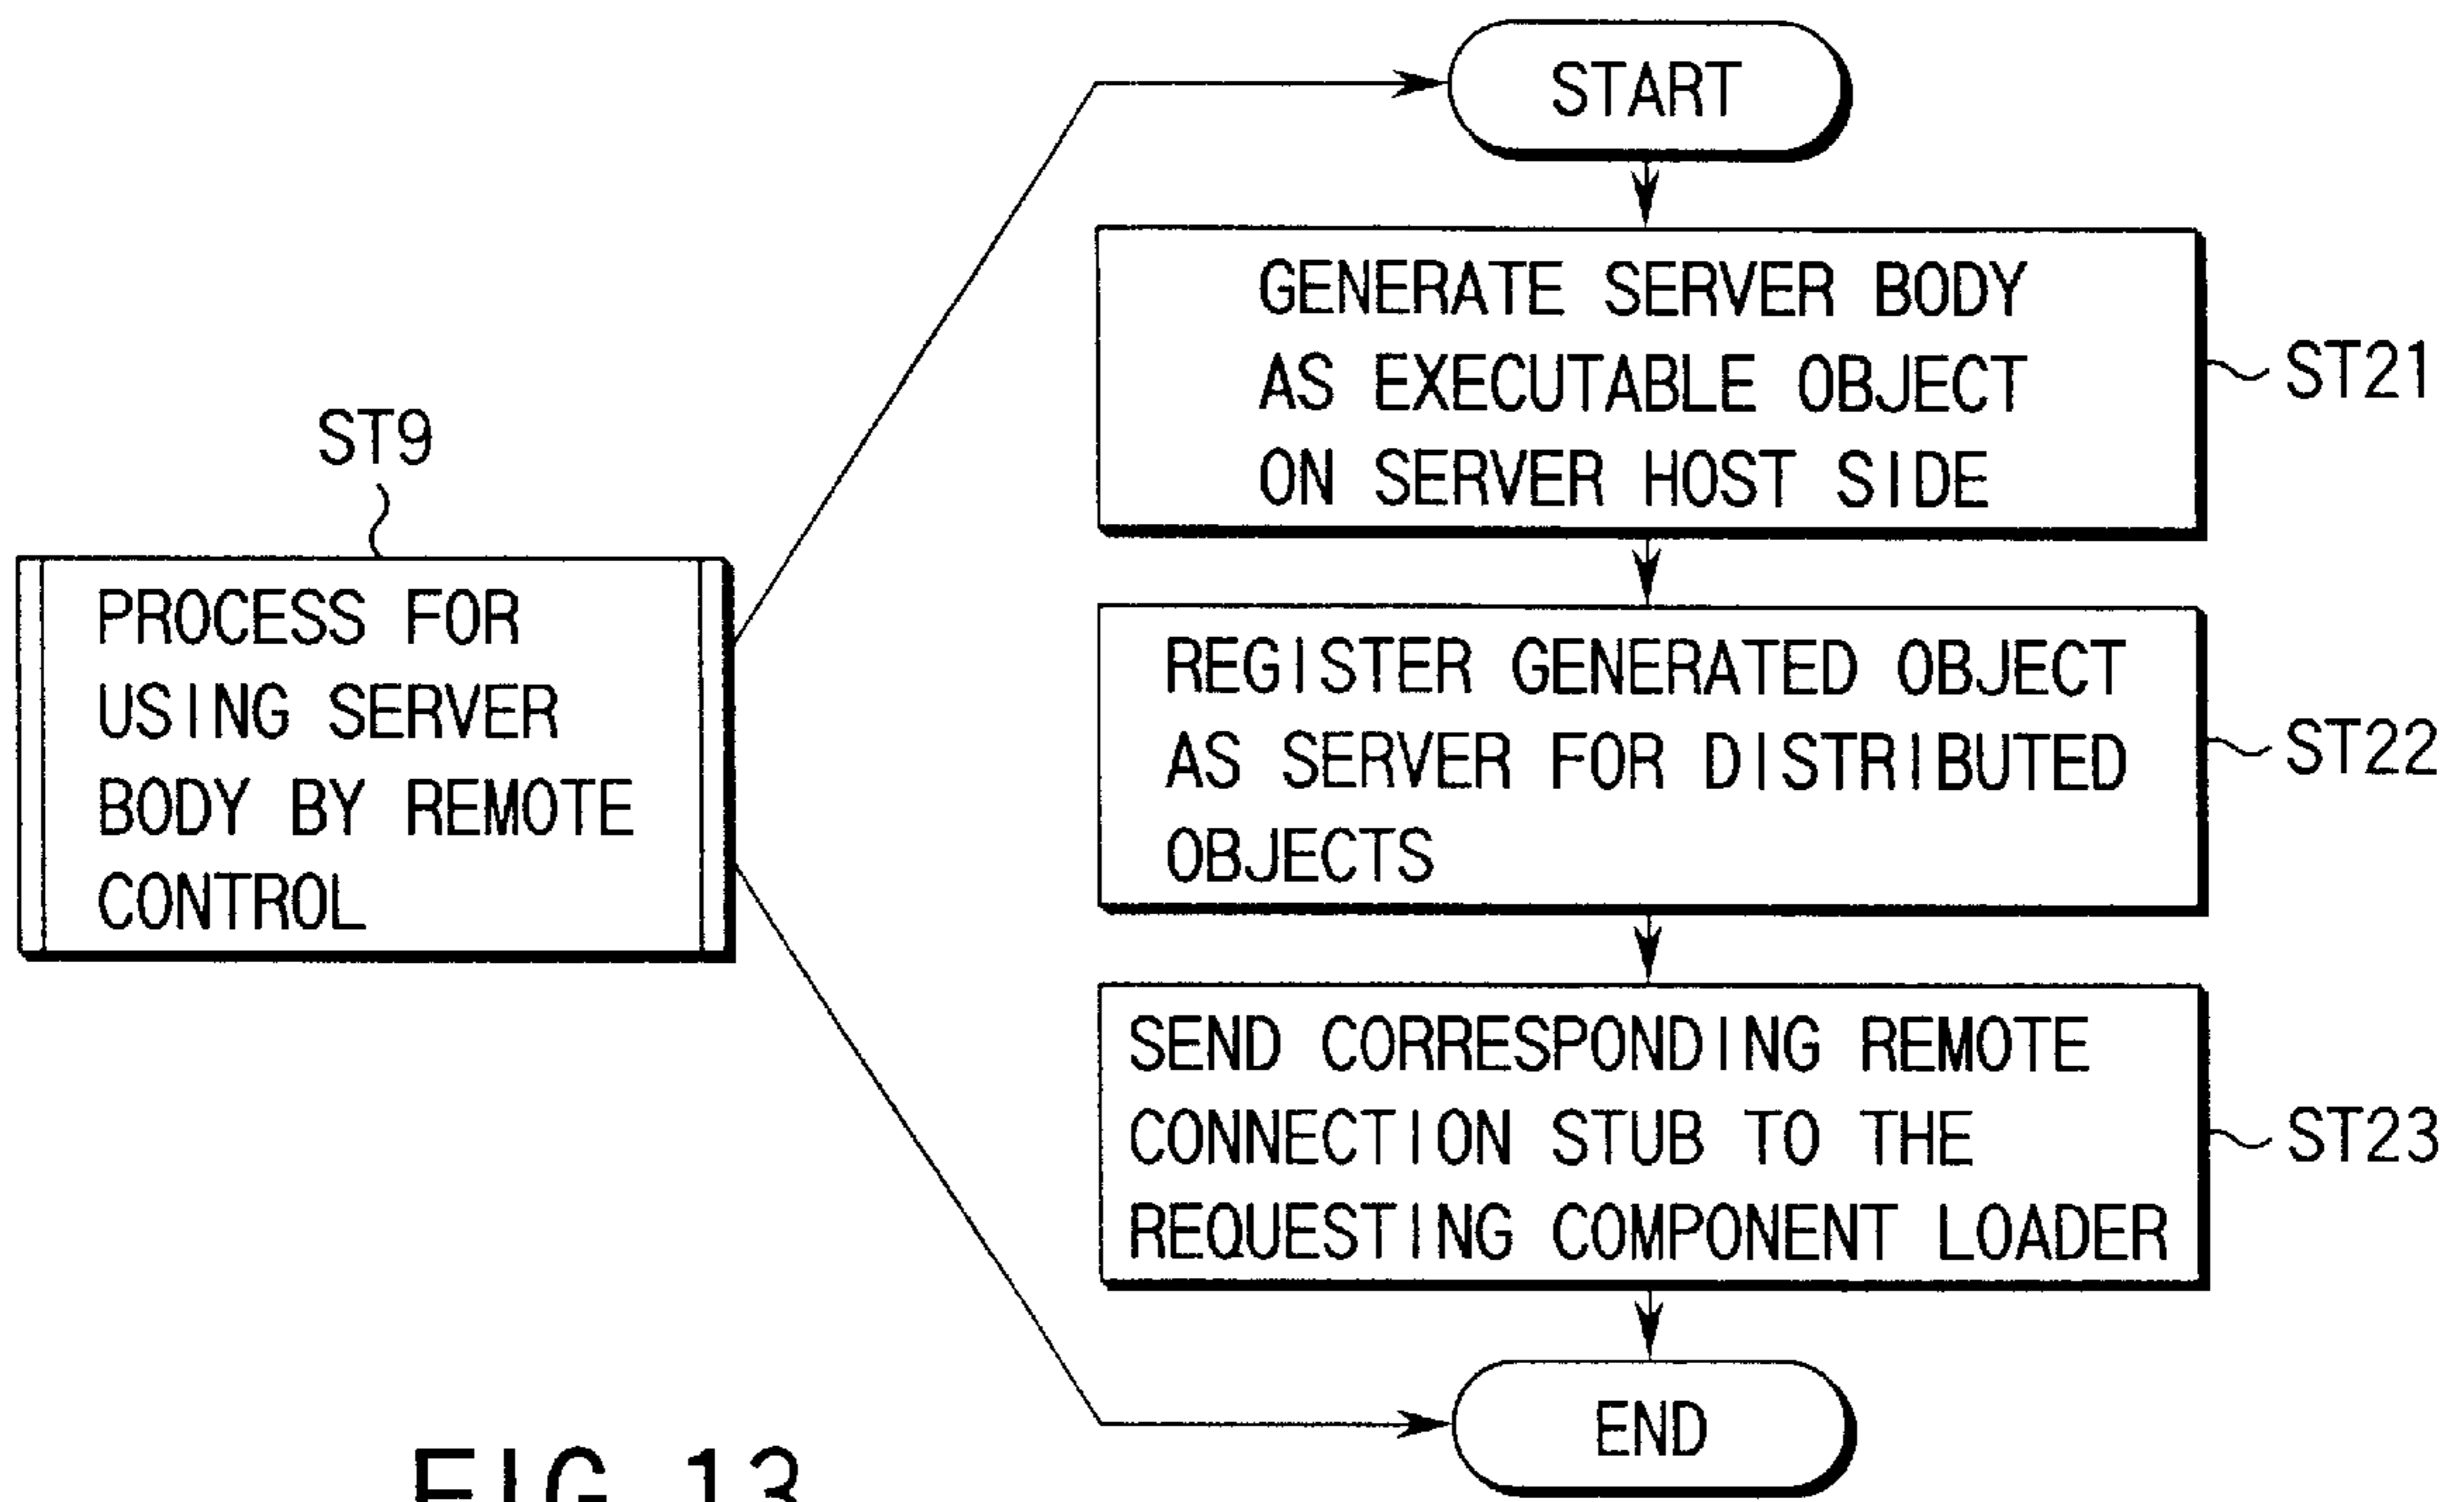 START
GENERATE SERVER BODY
AS EXECUTABLE OBJECT
ON SERVER HOST SIDE
ST21
ST9
PROCESS FOR
USING SERVER
BODY BY REMOTE
CONTROL
REGISTER GENERATED OBJECT
AS SERVER FOR DISTRIBUTED
OBJECTS
ST22
SEND CORRESPONDING REMOTE
CONNECTION STUB TO THE
REQUESTING COMPONENT LOADER
ST23
END
FIG. 13